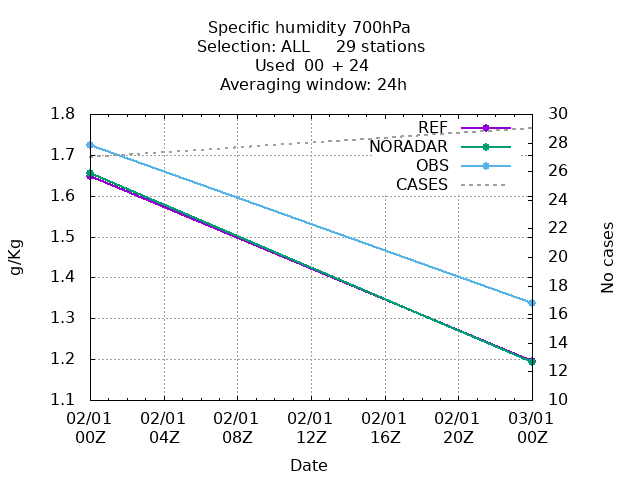 Specific humidity 700hPa
Selection: ALL     29 stations
Used  00  + 24
Averaging window: 24h
1.8
1.7
1.6
1.5
1.4
1.3
1.2
1.1
g/Kg
30
28
26
24
22
20
18
16
14
12
10
No cases
REF
NORADAR
OBS
CASES
02/01 02/01 02/01 02/01 02/01 02/01 03/01
00Z 04Z 08Z 12Z 16Z 20Z 00Z
Date